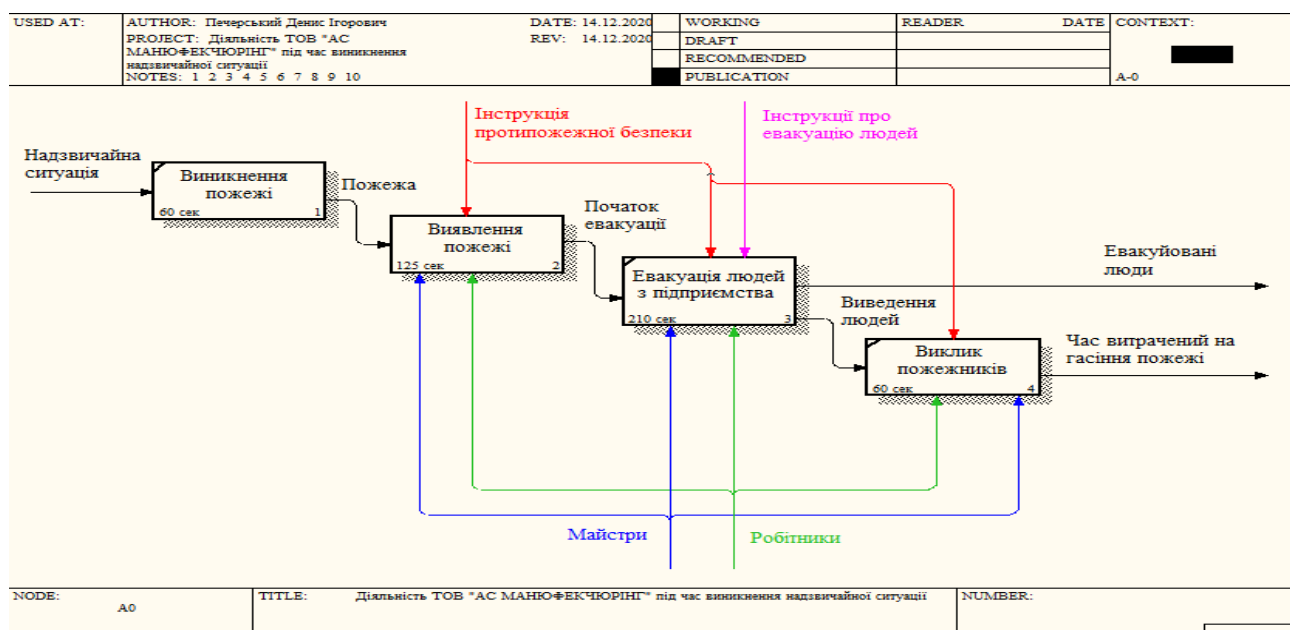 USED AT:
AUTHOR: Печерський Денис Ігорович
DATE: 14.12.2020
PROJECT: Діяльність ТОВ "АС
МАНЮФЕКЧЮРІНГ" під час виникнення
надзвичайної ситуації
REV: 14.12.2020
NOTES: 1 2 3 4 5 6 7 8 9 10
WORKING
DRAFT
RECOMMENDED
PUBLICATION
READER
DATE
CONTEXT:
A-0
Інструкція
протипожежної безпеки
Інструкції про
евакуацію людей
Надзвичайна
ситуація
Виникнення
пожежі
60 сек
1
Пожежа
Виявлення
пожежі
125 сек
2
Початок
евакуації
Евакуація людей
з підприємства
210 сек
3
Евакуйовані
люди
Виведення
людей
Виклик
пожежників
60 сек
4
Час витрачений на
гасіння пожежі
Майстри
Робітники
NODE:
A0
TITLE:
Діяльність ТОВ "АС МАНЮФЕКЧЮРІНГ" під час виникнення надзвичайної ситуації
NUMBER: